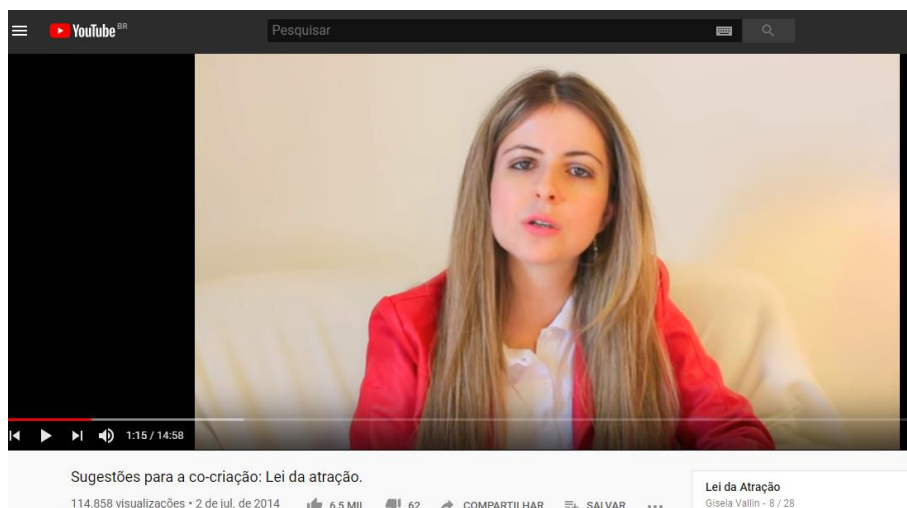 YouTube BR
Pesquisar
1:15 / 14:58
Sugestões para a co-criação: Lei da atração.
114.858 visualizações • 2 de jul. de 2014 6,5 MIL 62 COMPARTILHAR SALVAR
Lei da Atração
Gisela Vallin - 8 / 28